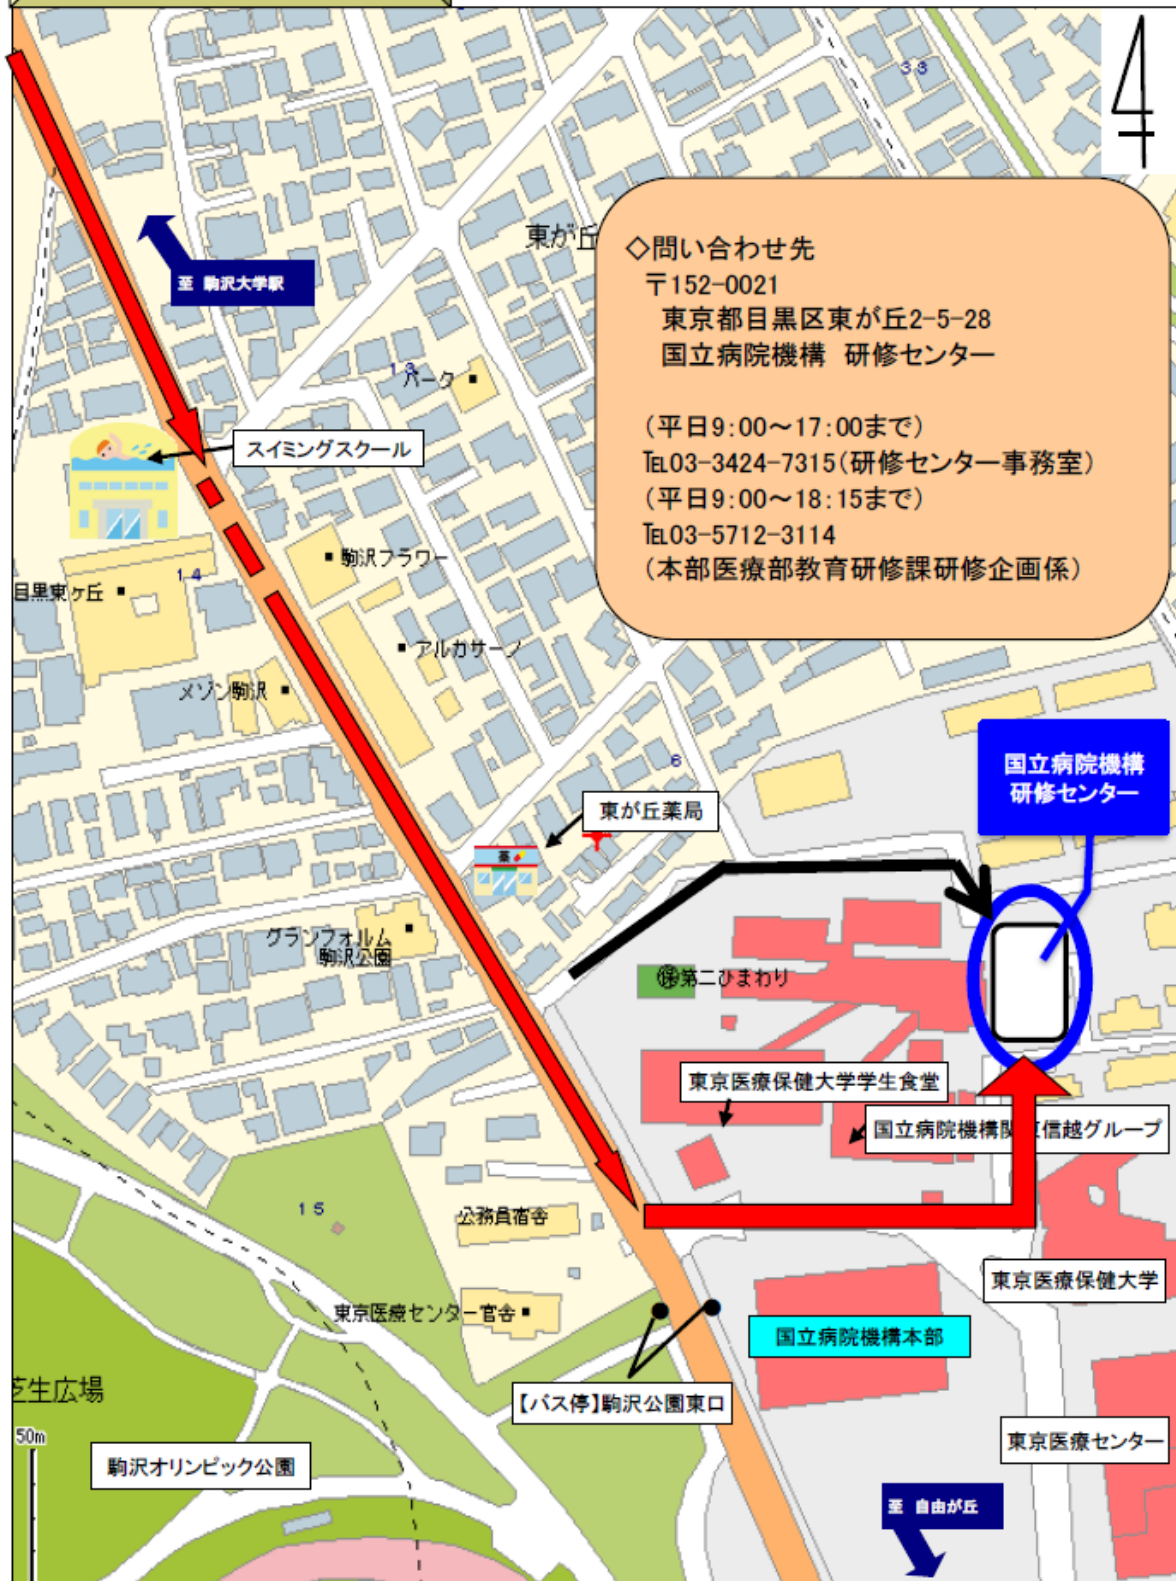 4
33
東が丘
◇問い合わせ先
〒152-0021
東京都目黒区東が丘2-5-28
国立病院機構 研修センター
(平日9:00～17:00まで)
℡03-3424-7315(研修センター事務室)
(平日9:00～18:15まで)
℡03-5712-3114
(本部医療部教育研修課研修企画係)
至 駒沢大学駅
13
パータ
スイミングスクール
駒沢フラワー
14
目黒東ヶ丘
アルカサーノ
メゾン駒沢
国立病院機構
研修センター
6
東が丘薬局
薬
グランフォルム
駒沢公園
保第二ひまわり
東京医療保健大学学生食堂
国立病院機構関東信越グループ
15
公務員宿舎
東京医療保健大学
東京医療センター官舎
国立病院機構本部
芝生広場
【バス停】駒沢公園東口
50m
東京医療センター
駒沢オリンピック公園
至 自由が丘